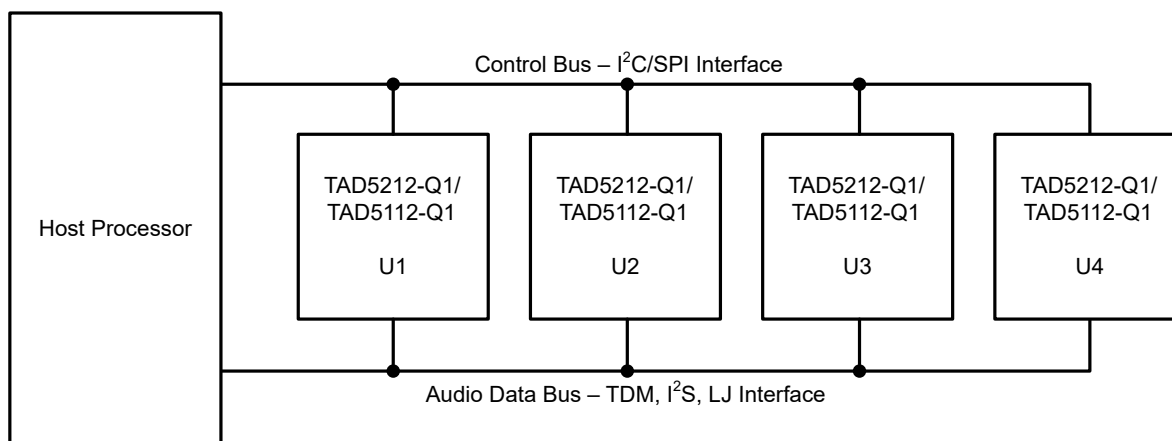 Control Bus – I²C/SPI Interface
Host Processor
TAD5212-Q1/
TAD5112-Q1
U1
TAD5212-Q1/
TAD5112-Q1
U2
TAD5212-Q1/
TAD5112-Q1
U3
TAD5212-Q1/
TAD5112-Q1
U4
Audio Data Bus – TDM, I²S, LJ Interface